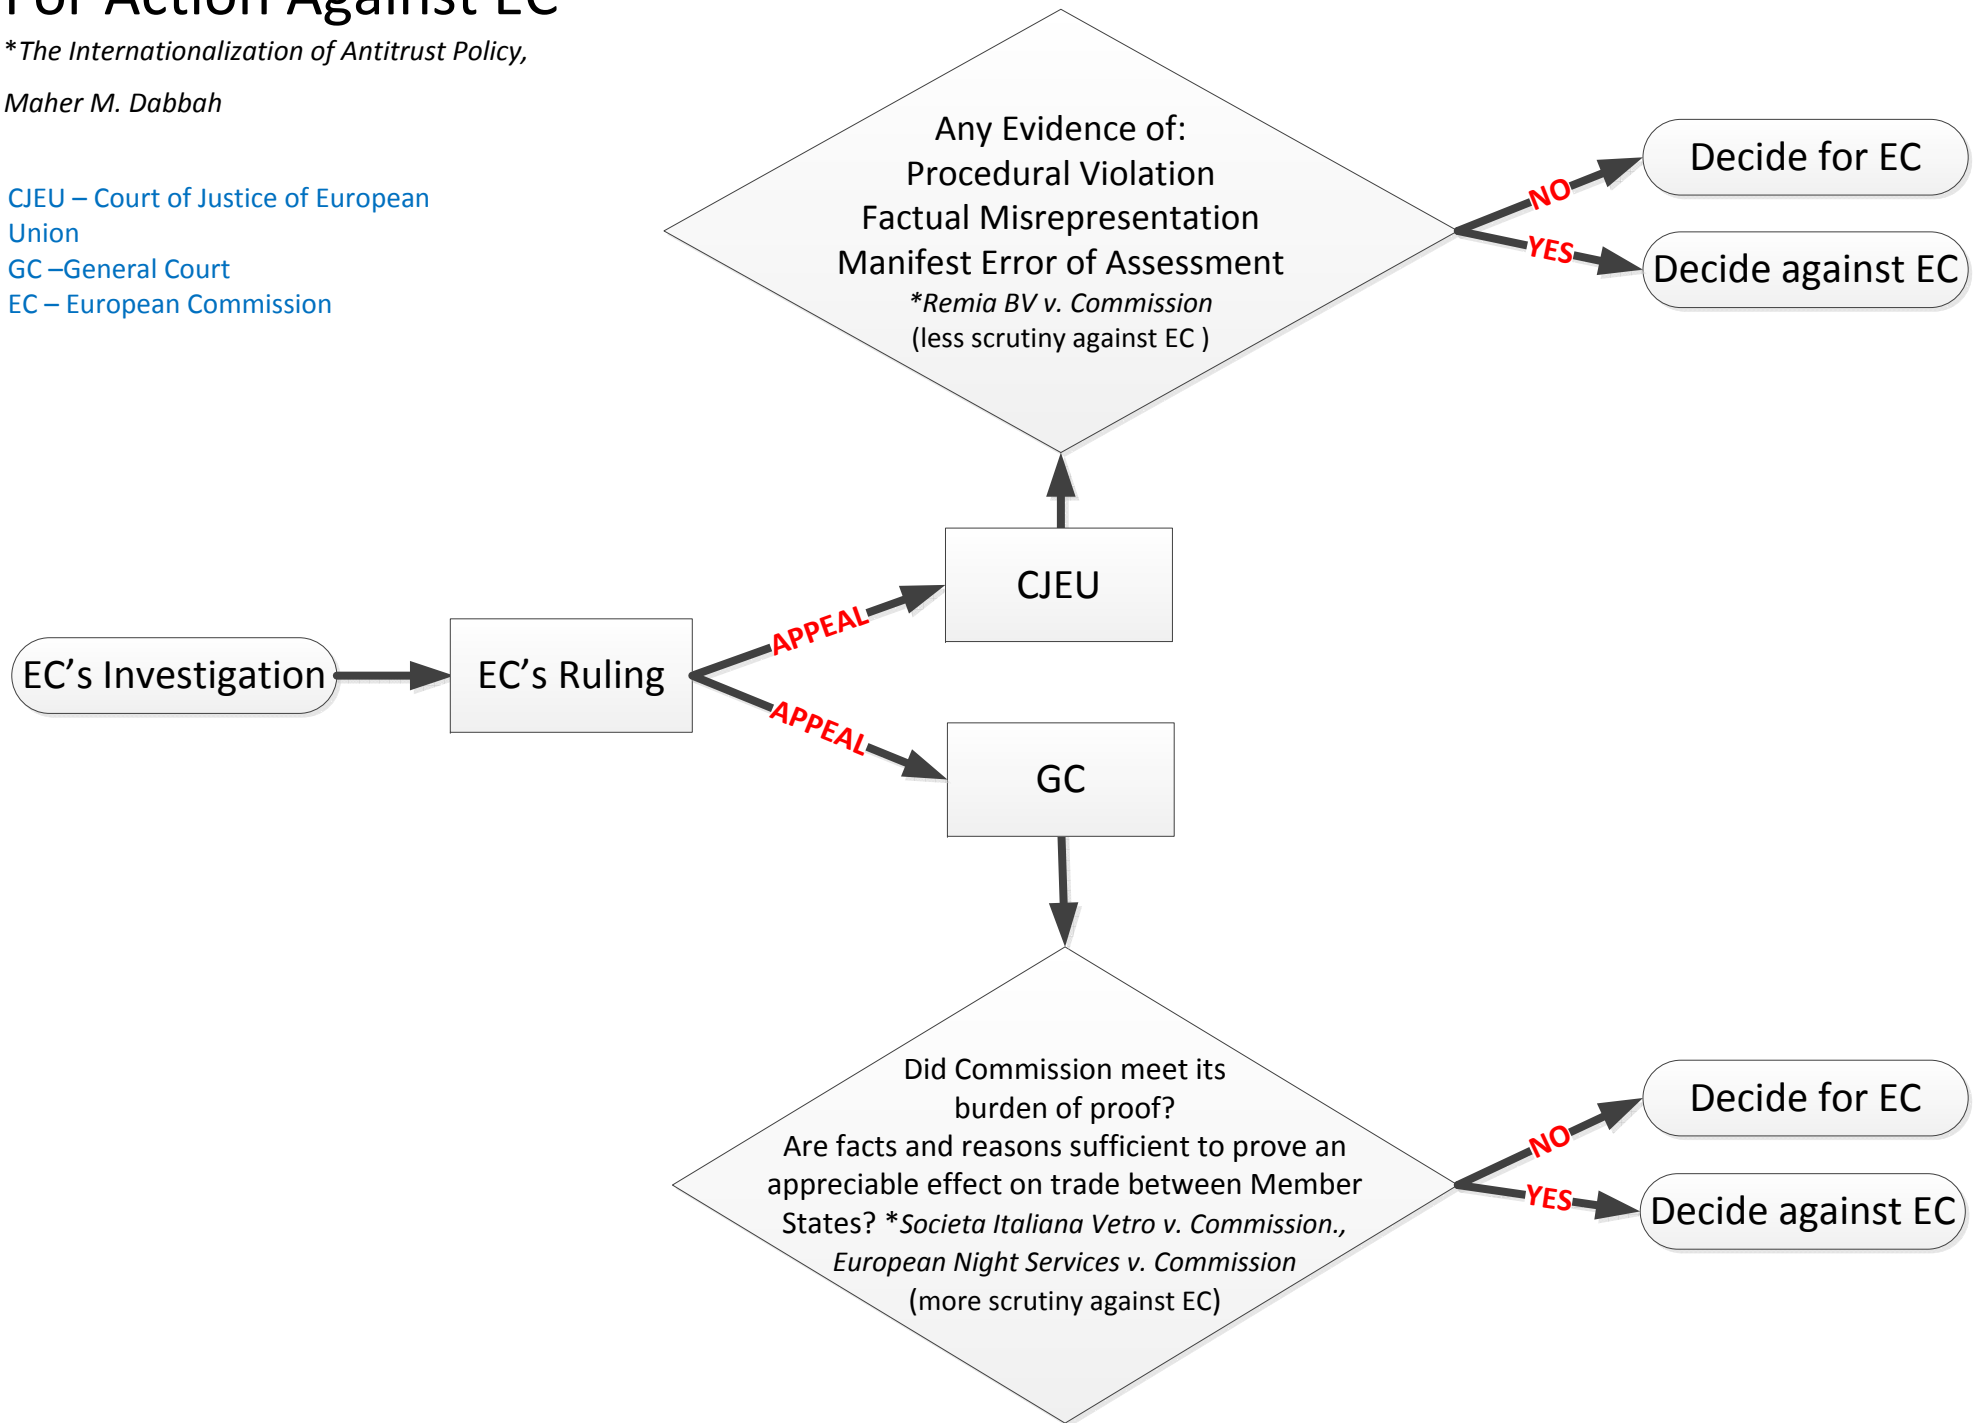 For Action Against EC
*The Internationalization of Antitrust Policy,
Maher M. Dabbah
CJEU – Court of Justice of European
Union
GC –General Court
EC – European Commission
Any Evidence of:
Procedural Violation
Factual Misrepresentation
Manifest Error of Assessment
*Remia BV v. Commission
(less scrutiny against EC )
NO
Decide for EC
YES
Decide against EC
CJEU
APPEAL
EC’s Investigation
EC’s Ruling
APPEAL
GC
Did Commission meet its
burden of proof?
Are facts and reasons sufficient to prove an
appreciable effect on trade between Member
States? *Societa Italiana Vetro v. Commission.,
European Night Services v. Commission
(more scrutiny against EC)
NO
Decide for EC
YES
Decide against EC